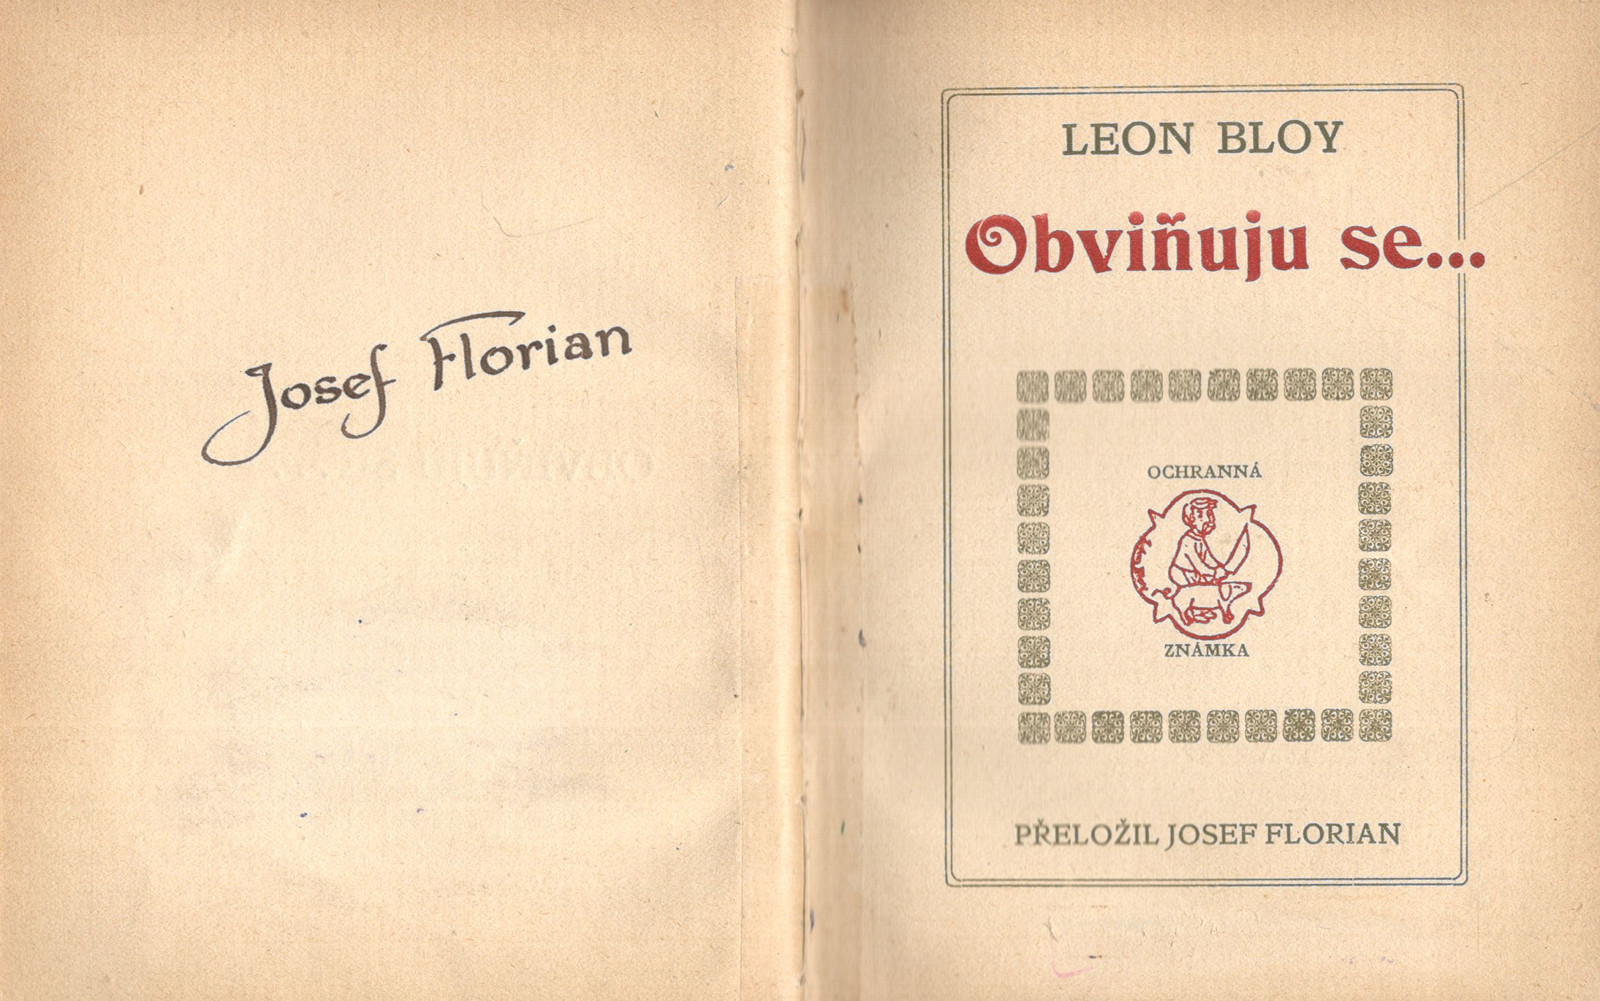 Josef Florian
LEON BLOY
Obviňuju se...
OCHRANNÁ
ZNÁMKA
PŘELOŽIL JOSEF FLORIAN